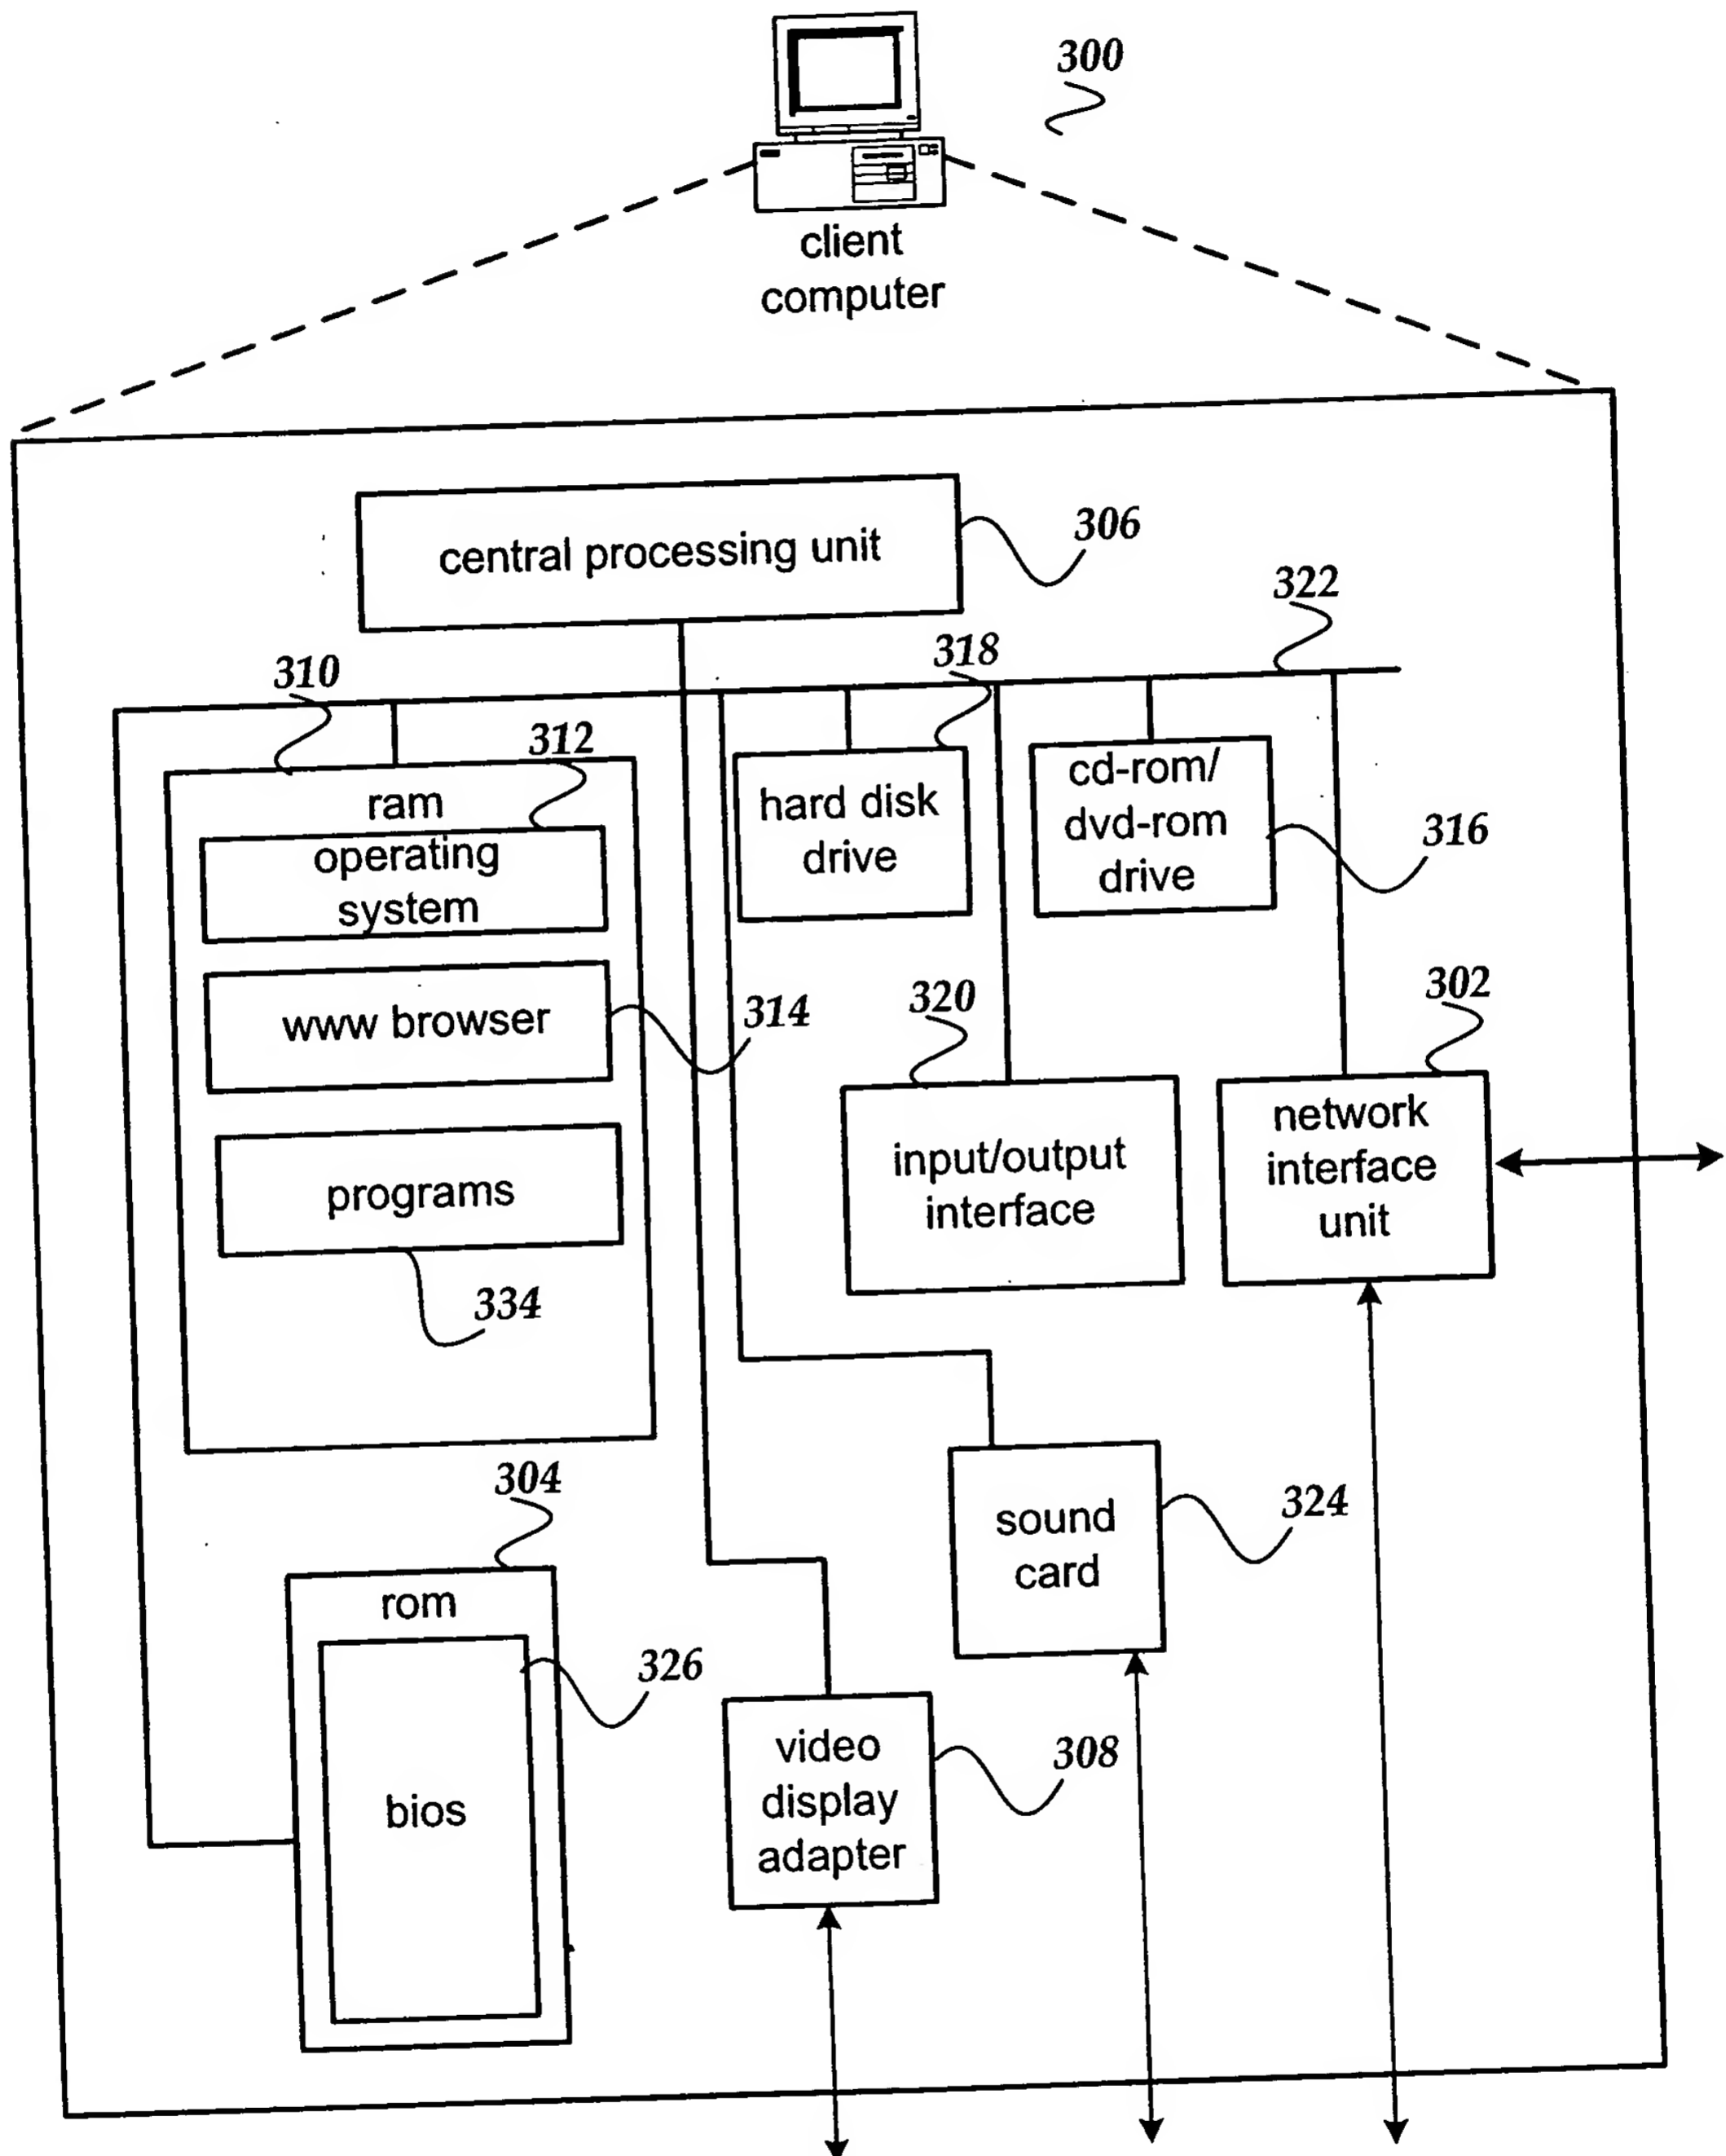 300
client
computer
central processing unit
306
322
310
318
312
ram
operating
system
hard disk
drive
cd-rom/
dvd-rom
drive
316
www browser
314
320
302
input/output
interface
network
interface
unit
programs
334
304
sound
card
324
rom
326
bios
video
display
adapter
308